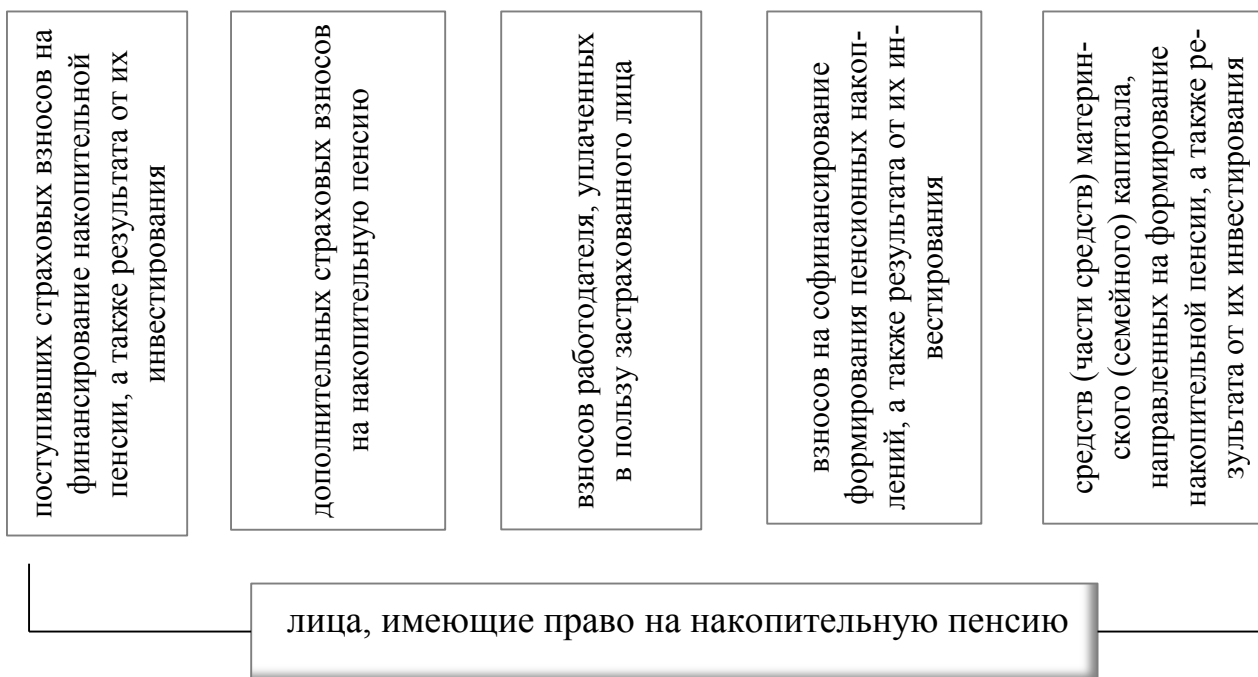 поступивших страховых взносов на
финансирование накопительной
пенсии, а также результата от их
инвестирования
дополнительных страховых взносов
на накопительную пенсию
взносов работодателя, уплаченных
в пользу застрахованного лица
взносов на софинансирование
формирования пенсионных накоп-
лений, а также результата от их ин-
вестирования
средств (части средств) материн-
ского (семейного) капитала,
направленных на формирование
накопительной пенсии, а также ре-
зультата от их инвестирования
лица, имеющие право на накопительную пенсию